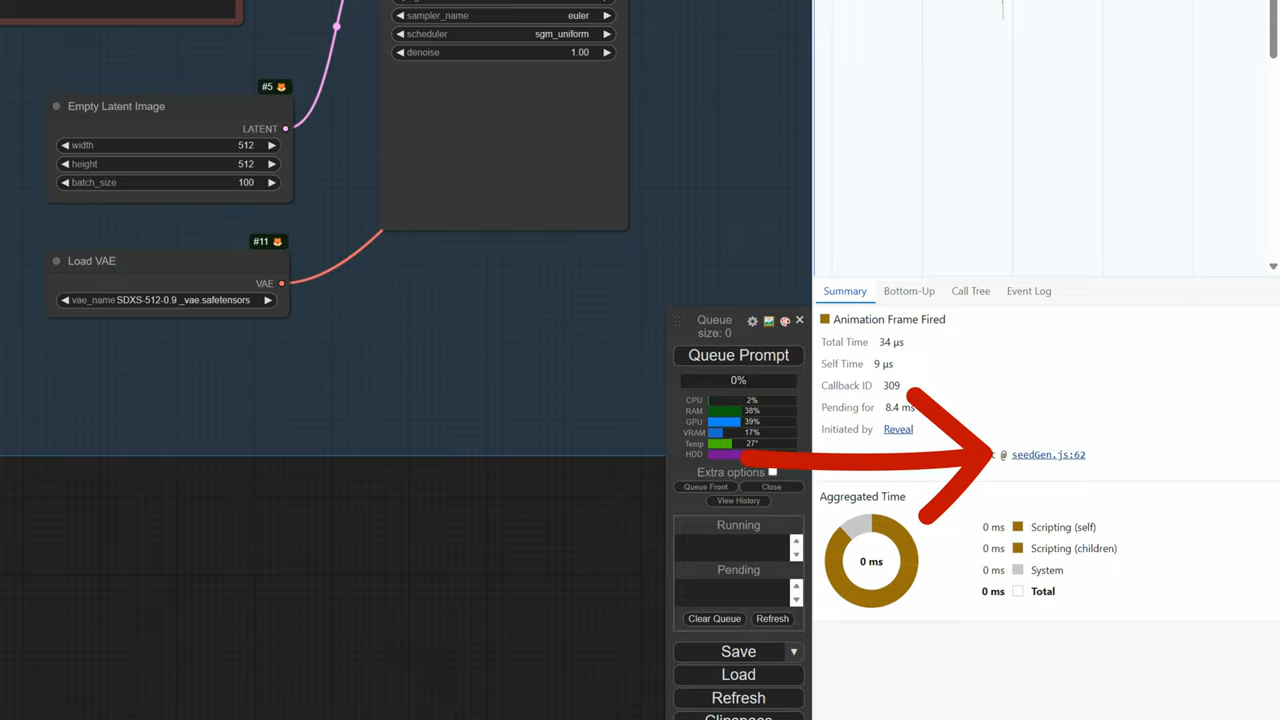 sampler_name euler
scheduler sgm_uniform
denoise 1.00
#5
Empty Latent Image
LATENT
width 512
height 512
batch_size 100
#11
Load VAE
VAE
vae_name SDXS-512-0.9_vae.safetensors
Queue size: 0
Queue Prompt
0%
CPU 2%
RAM 38%
GPU 39%
VRAM 17%
Temp 27°
HDD
Extra options
Queue Front Close
View History
Running
Pending
Clear Queue Refresh
Save
Load
Refresh
Clipspace
Summary Bottom-Up Call Tree Event Log
Animation Frame Fired
Total Time 34 μs
Self Time 9 μs
Callback ID 309
Pending for 8.4 ms
Initiated by Reveal
@ seedGen.js:62
Aggregated Time
0 ms
0 ms Scripting (self)
0 ms Scripting (children)
0 ms System
0 ms Total